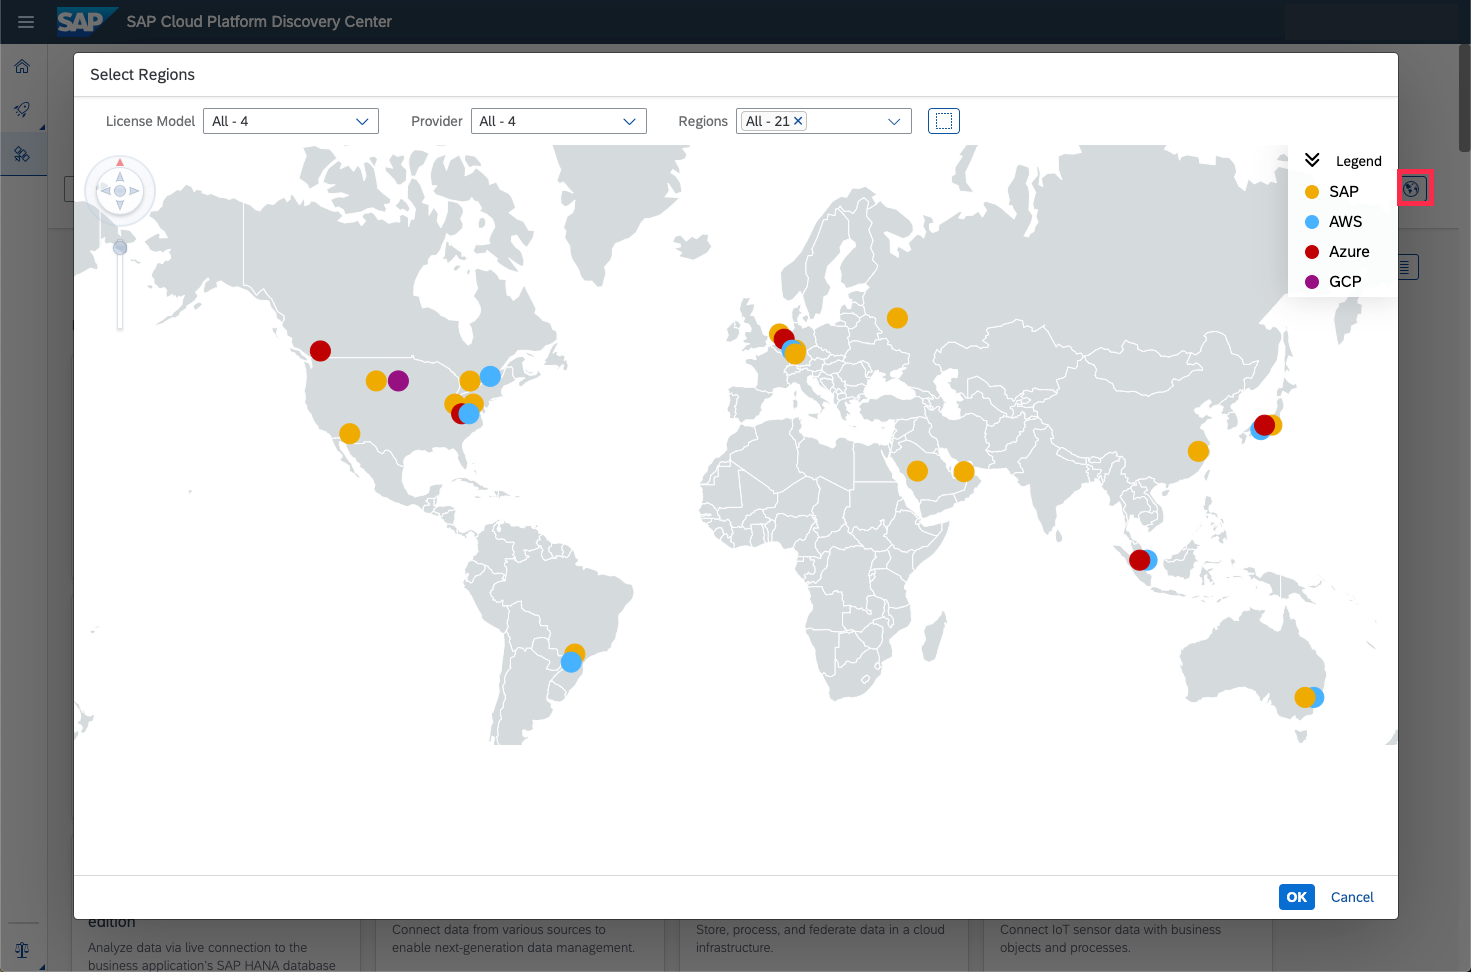 SAP SAP Cloud Platform Discovery Center
Select Regions
License Model All - 4 Provider All - 4 Regions All - 21
Legend
SAP
AWS
Azure
GCP
OK Cancel
edition
Analyze data via live connection to the
business application's SAP HANA database
Connect data from various sources to
enable next-generation data management.
Store, process, and federate data in a cloud
infrastructure.
Connect IoT sensor data with business
objects and processes.